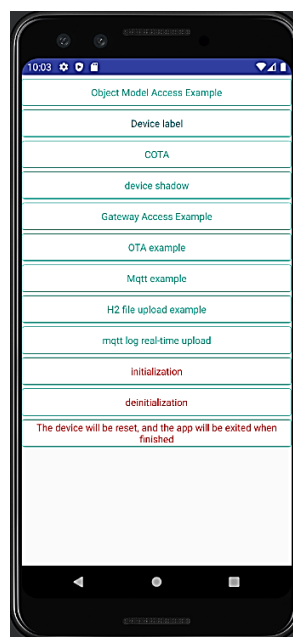 10:03
Object Model Access Example
Device label
COTA
device shadow
Gateway Access Example
OTA example
Mqtt example
H2 file upload example
mqtt log real-time upload
initialization
deinitialization
The device will be reset, and the app will be exited when
finished